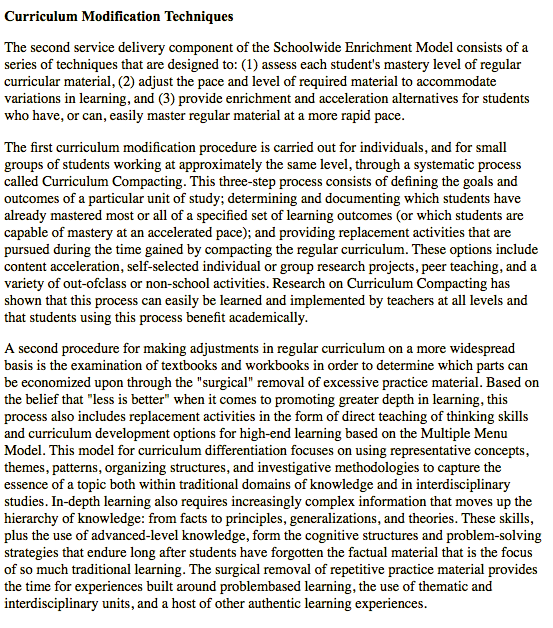 Curriculum Modification Techniques
The second service delivery component of the Schoolwide Enrichment Model consists of a
series of techniques that are designed to: (1) assess each student's mastery level of regular
curricular material, (2) adjust the pace and level of required material to accommodate
variations in learning, and (3) provide enrichment and acceleration alternatives for students
who have, or can, easily master regular material at a more rapid pace.
The first curriculum modification procedure is carried out for individuals, and for small
groups of students working at approximately the same level, through a systematic process
called Curriculum Compacting. This three-step process consists of defining the goals and
outcomes of a particular unit of study; determining and documenting which students have
already mastered most or all of a specified set of learning outcomes (or which students are
capable of mastery at an accelerated pace); and providing replacement activities that are
pursued during the time gained by compacting the regular curriculum. These options include
content acceleration, self-selected individual or group research projects, peer teaching, and a
variety of out-ofclass or non-school activities. Research on Curriculum Compacting has
shown that this process can easily be learned and implemented by teachers at all levels and
that students using this process benefit academically.
A second procedure for making adjustments in regular curriculum on a more widespread
basis is the examination of textbooks and workbooks in order to determine which parts can
be economized upon through the "surgical" removal of excessive practice material. Based on
the belief that "less is better" when it comes to promoting greater depth in learning, this
process also includes replacement activities in the form of direct teaching of thinking skills
and curriculum development options for high-end learning based on the Multiple Menu
Model. This model for curriculum differentiation focuses on using representative concepts,
themes, patterns, organizing structures, and investigative methodologies to capture the
essence of a topic both within traditional domains of knowledge and in interdisciplinary
studies. In-depth learning also requires increasingly complex information that moves up the
hierarchy of knowledge: from facts to principles, generalizations, and theories. These skills,
plus the use of advanced-level knowledge, form the cognitive structures and problem-solving
strategies that endure long after students have forgotten the factual material that is the focus
of so much traditional learning. The surgical removal of repetitive practice material provides
the time for experiences built around problembased learning, the use of thematic and
interdisciplinary units, and a host of other authentic learning experiences.